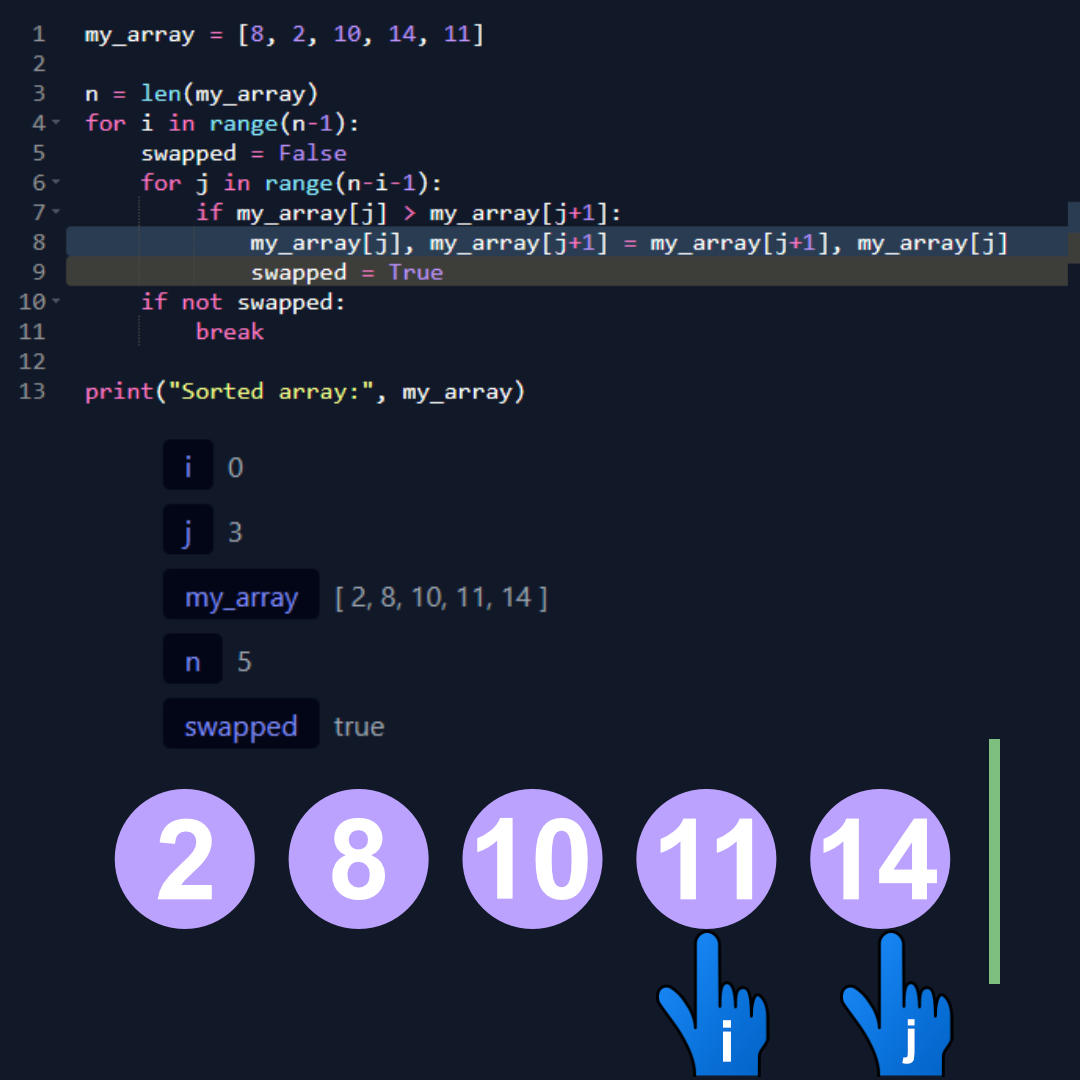 1 my_array = [8, 2, 10, 14, 11]
2
3 n = len(my_array)
4 for i in range(n-1):
5     swapped = False
6     for j in range(n-i-1):
7         if my_array[j] > my_array[j+1]:
8             my_array[j], my_array[j+1] = my_array[j+1], my_array[j]
9             swapped = True
10     if not swapped:
11         break
12
13 print("Sorted array:", my_array)
i 0
j 3
my_array [ 2, 8, 10, 11, 14 ]
n 5
swapped true
2 8 10 11 14
i j